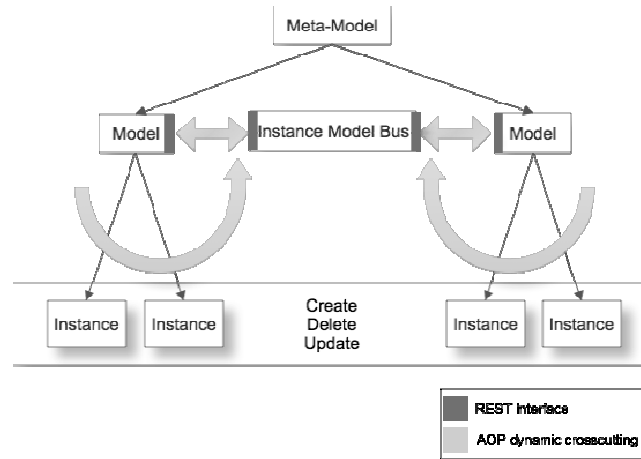 Meta-Model
Model
Instance Model Bus
Model
Instance
Instance
Create
Delete
Update
Instance
Instance
REST interface
AOP dynamic crosscutting